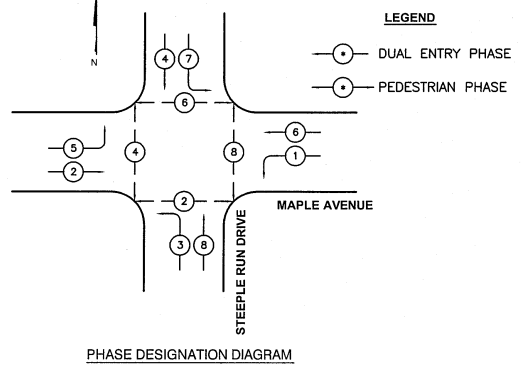 LEGEND
* DUAL ENTRY PHASE
* PEDESTRIAN PHASE
N
4 7
6
5
2
4
8
6
1
2
MAPLE AVENUE
3 8
STEEPLE RUN DRIVE
PHASE DESIGNATION DIAGRAM